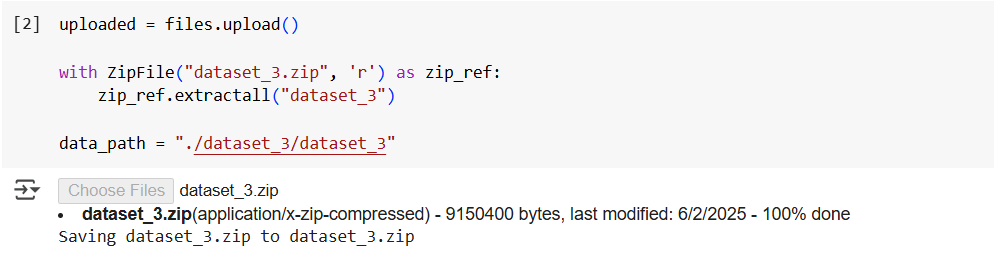 [2] uploaded = files.upload()
with ZipFile("dataset_3.zip", 'r') as zip_ref:
    zip_ref.extractall("dataset_3")
data_path = "./dataset_3/dataset_3"
Choose Files dataset_3.zip
• dataset_3.zip(application/x-zip-compressed) - 9150400 bytes, last modified: 6/2/2025 - 100% done
Saving dataset_3.zip to dataset_3.zip